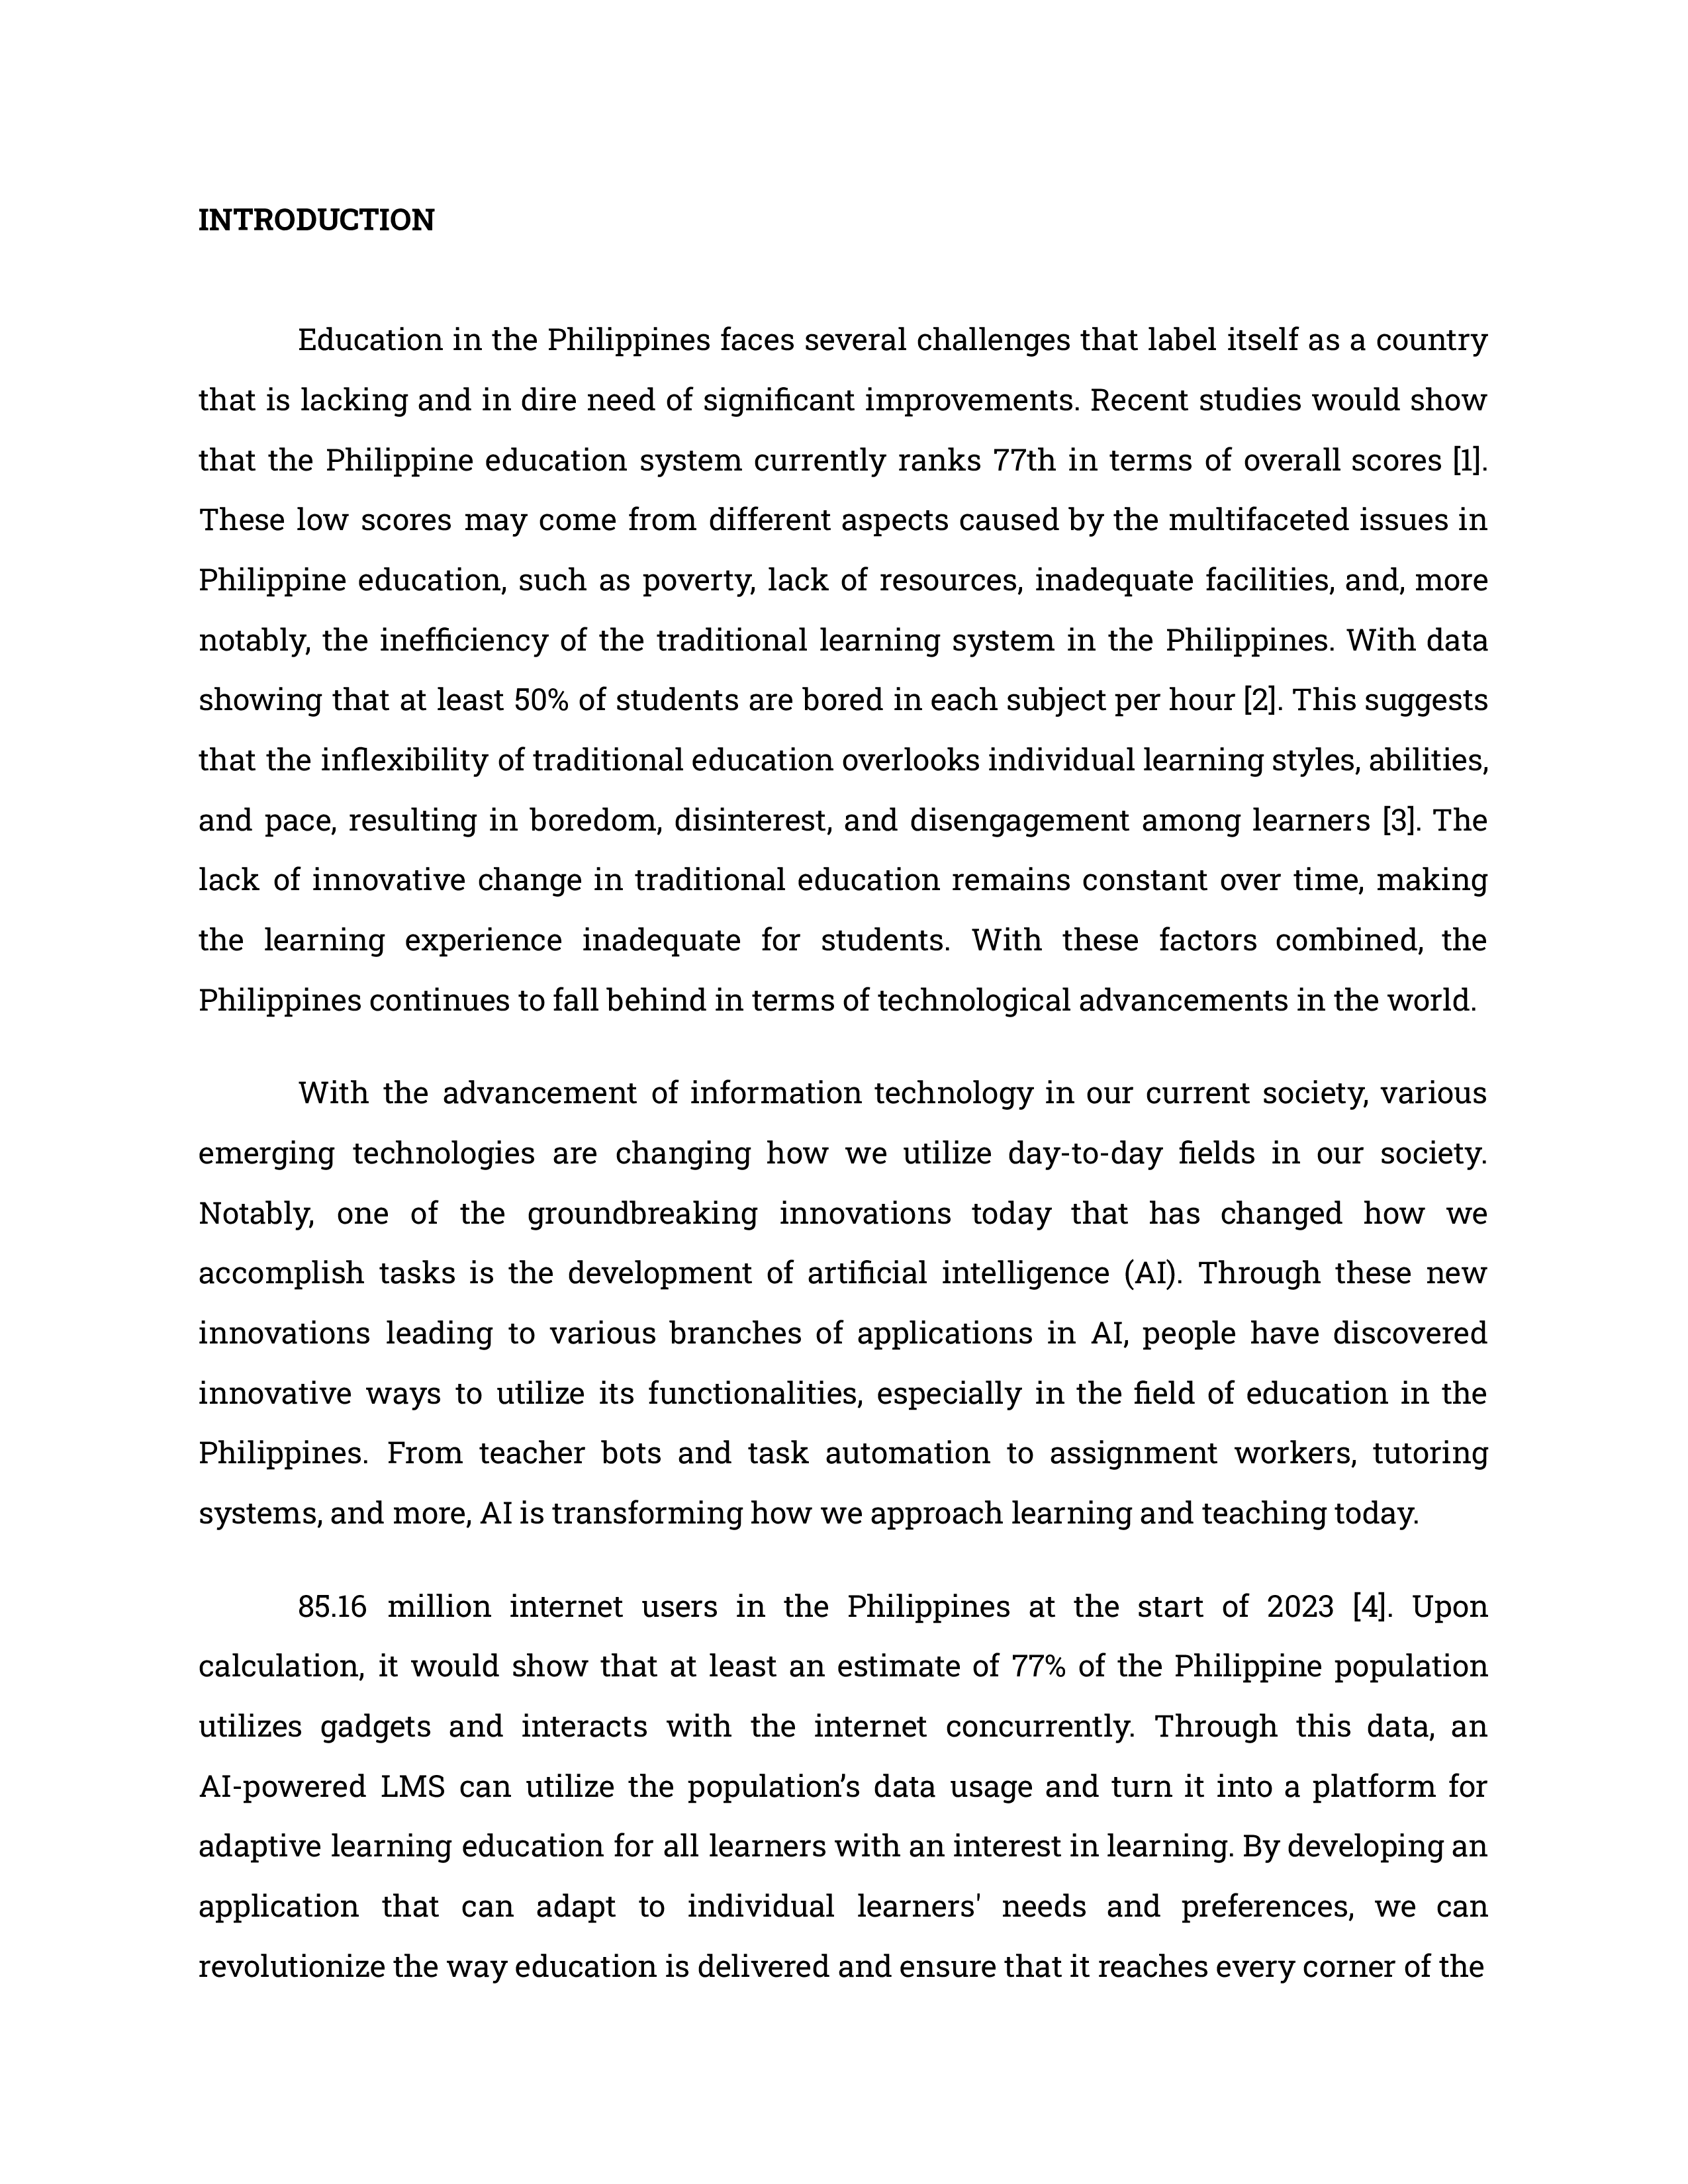 INTRODUCTION
Education in the Philippines faces several challenges that label itself as a country
that is lacking and in dire need of significant improvements. Recent studies would show
that the Philippine education system currently ranks 77th in terms of overall scores [1].
These low scores may come from different aspects caused by the multifaceted issues in
Philippine education, such as poverty, lack of resources, inadequate facilities, and, more
notably, the inefficiency of the traditional learning system in the Philippines. With data
showing that at least 50% of students are bored in each subject per hour [2]. This suggests
that the inflexibility of traditional education overlooks individual learning styles, abilities,
and pace, resulting in boredom, disinterest, and disengagement among learners [3]. The
lack of innovative change in traditional education remains constant over time, making
the learning experience inadequate for students. With these factors combined, the
Philippines continues to fall behind in terms of technological advancements in the world.
With the advancement of information technology in our current society, various
emerging technologies are changing how we utilize day-to-day fields in our society.
Notably, one of the groundbreaking innovations today that has changed how we
accomplish tasks is the development of artificial intelligence (AI). Through these new
innovations leading to various branches of applications in AI, people have discovered
innovative ways to utilize its functionalities, especially in the field of education in the
Philippines. From teacher bots and task automation to assignment workers, tutoring
systems, and more, AI is transforming how we approach learning and teaching today.
85.16 million internet users in the Philippines at the start of 2023 [4]. Upon
calculation, it would show that at least an estimate of 77% of the Philippine population
utilizes gadgets and interacts with the internet concurrently. Through this data, an
AI-powered LMS can utilize the population’s data usage and turn it into a platform for
adaptive learning education for all learners with an interest in learning. By developing an
application that can adapt to individual learners' needs and preferences, we can
revolutionize the way education is delivered and ensure that it reaches every corner of the